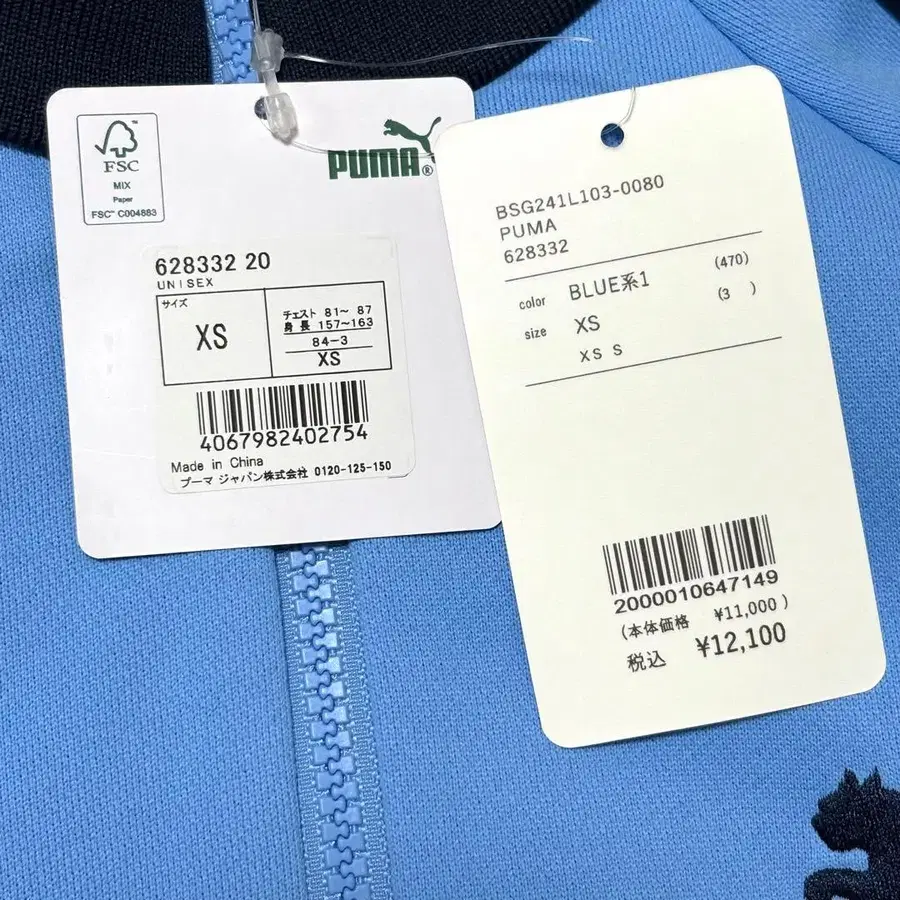 FSC
MIX
Paper
FSC™ C004883
PUMA®
628332 20
UNISEX
サイズ
XS
チェスト 81～ 87
身 長 157～163
84-3
XS
4067982402754
Made in China
プーマ ジャパン株式会社 0120-125-150
BSG241L103-0080
PUMA
628332
color BLUE系1 (470)
size XS (3 )
XS S
2000010647149
(本体価格 ¥11,000 )
税込 ¥12,100